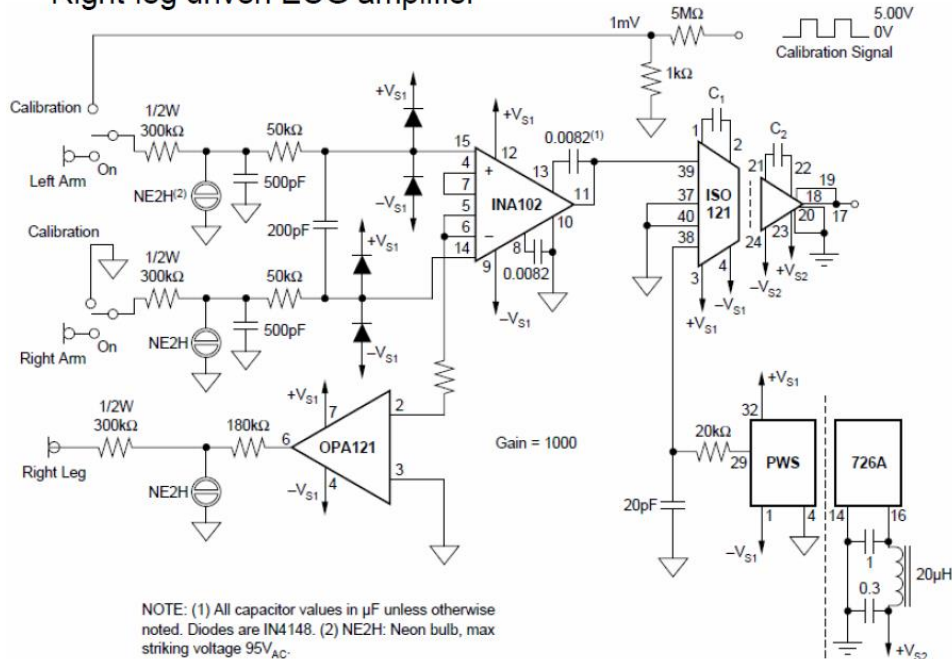 Right leg driven ECG amplifier
1mV
5MΩ
5.00V
0V
Calibration Signal
1kΩ
Calibration
1/2W
300kΩ
50kΩ
+VS1
+VS1
0.0082(1)
C1
1
2
C2
On
Left Arm
NE2H(2)
500pF
–VS1
15
4
7
5
6
14
+
–
12
13
11
10
8
9
INA102
0.0082
–VS1
39
37
40
38
ISO
121
3
4
+VS1
–VS1
21
22
19
18
17
20
23
24
–VS2
+VS2
200pF
Calibration
1/2W
300kΩ
50kΩ
+VS1
On
Right Arm
NE2H
500pF
–VS1
1/2W
300kΩ
180kΩ
+VS1
7
6
OPA121
2
3
4
–VS1
Right Leg
NE2H
Gain = 1000
+VS1
32
20kΩ
29
PWS
726A
20pF
1
4
14
16
–VS1
1
0.3
20μH
+VS2
NOTE: (1) All capacitor values in μF unless otherwise
noted. Diodes are IN4148. (2) NE2H: Neon bulb, max
striking voltage 95VAC.